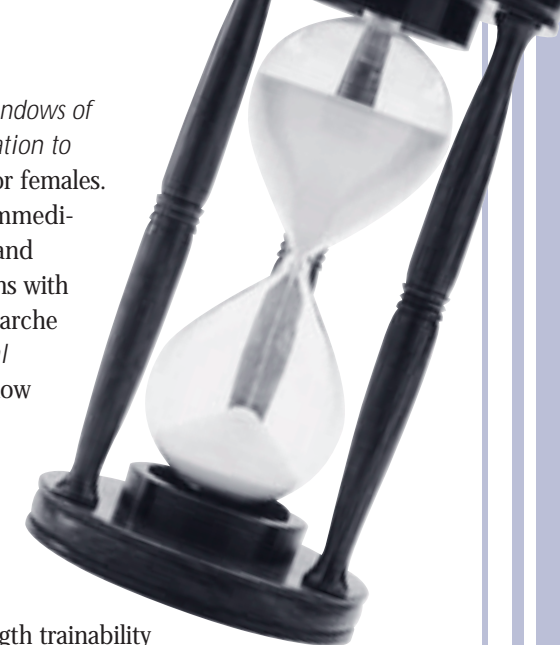 ndows of
ation to
or females.
mmedi-
and
ns with
arche
l
ow
gth trainability